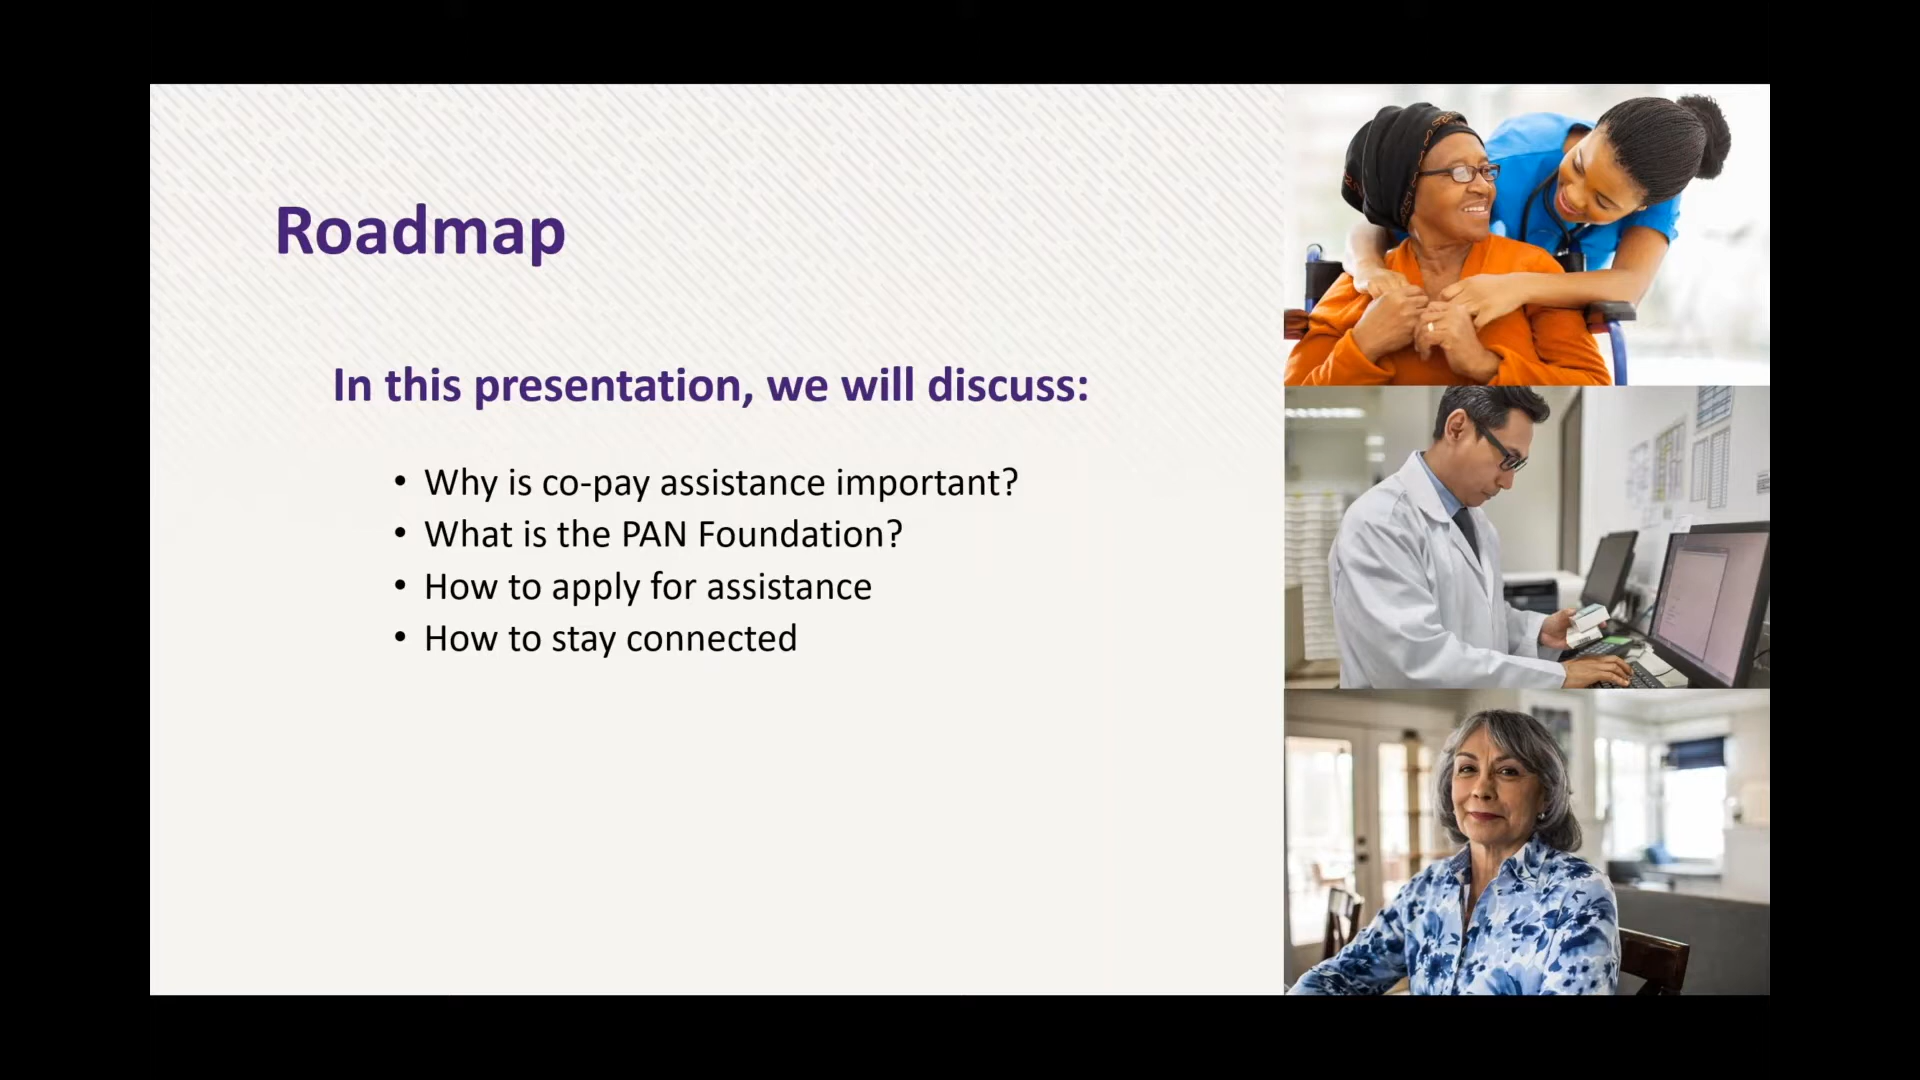 Roadmap
In this presentation, we will discuss:
• Why is co-pay assistance important?
• What is the PAN Foundation?
• How to apply for assistance
• How to stay connected